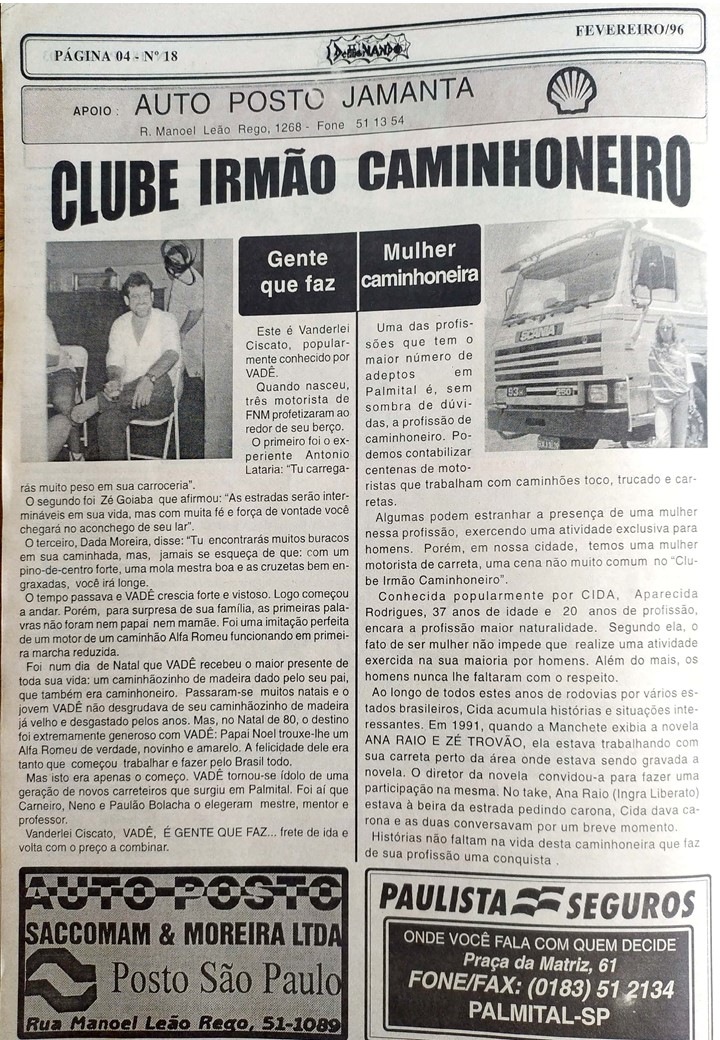 PÁGINA 04 - Nº 18
DettoNANDO
FEVEREIRO/96
APOIO : AUTO POSTO JAMANTA
R. Manoel Leão Rego, 1268 - Fone 51 13 54
CLUBE IRMÃO CAMINHONEIRO
Gente
que faz
Este é Vanderlei
Ciscato, popular-
mente conhecido por
VADÊ.
Quando nasceu,
três motorista de
FNM profetizaram ao
redor de seu berço.
O primeiro foi o ex-
periente Antonio
Lataria: “Tu carrega-
rás muito peso em sua carroceria”.
O segundo foi Zé Goiaba que afirmou: “As estradas serão inter-
mináveis em sua vida, mas com muita fé e força de vontade você
chegará no aconchego de seu lar”.
O terceiro, Dada Moreira, disse: “Tu encontrarás muitos buracos
em sua caminhada, mas, jamais se esqueça de que: com um
pino-de-centro forte, uma mola mestra boa e as cruzetas bem en-
graxadas, você irá longe.
O tempo passava e VADÊ crescia forte e vistoso. Logo começou
a andar. Porém, para surpresa de sua família, as primeiras pala-
vras não foram nem papai nem mamãe. Foi uma imitação perfeita
de um motor de um caminhão Alfa Romeu funcionando em primei-
ra marcha reduzida.
Foi num dia de Natal que VADÊ recebeu o maior presente de
toda sua vida: um caminhãozinho de madeira dado pelo seu pai,
que também era caminhoneiro. Passaram-se muitos natais e o
jovem VADÊ não desgrudava de seu caminhãozinho de madeira
já velho e desgastado pelos anos. Mas, no Natal de 80, o destino
foi extremamente generoso com VADÊ: Papai Noel trouxe-lhe um
Alfa Romeu de verdade, novinho e amarelo. A felicidade dele era
tanto que começou trabalhar e fazer pelo Brasil todo.
Mas isto era apenas o começo. VADÊ tornou-se ídolo de uma
geração de novos carreteiros que surgiu em Palmital. Foi aí que
Carneiro, Neno e Paulão Bolacha o elegeram mestre, mentor e
professor.
Vanderlei Ciscato, VADÊ, É GENTE QUE FAZ... frete de ida e
volta com o preço a combinar.
Mulher
caminhoneira
Uma das profis-
sões que tem o
maior número de
adeptos em
Palmital é, sem
sombra de dúvi-
das, a profissão de
caminhoneiro. Po-
demos contabilizar
centenas de moto-
ristas que trabalham com caminhões toco, trucado e car-
retas.
Algumas podem estranhar a presença de uma mulher
nessa profissão, exercendo uma atividade exclusiva para
homens. Porém, em nossa cidade, temos uma mulher
motorista de carreta, uma cena não muito comum no “Clu-
be Irmão Caminhoneiro”.
Conhecida popularmente por CIDA, Aparecida
Rodrigues, 37 anos de idade e 20 anos de profissão,
encara a profissão maior naturalidade. Segundo ela, o
fato de ser mulher não impede que realize uma atividade
exercida na sua maioria por homens. Além do mais, os
homens nunca lhe faltaram com o respeito.
Ao longo de todos estes anos de rodovias por vários es-
tados brasileiros, Cida acumula histórias e situações inte-
ressantes. Em 1991, quando a Manchete exibia a novela
ANA RAIO E ZÉ TROVÃO, ela estava trabalhando com
sua carreta perto da área onde estava sendo gravada a
novela. O diretor da novela convidou-a para fazer uma
participação na mesma. No take, Ana Raio (Ingra Liberato)
estava à beira da estrada pedindo carona, Cida dava ca-
rona e as duas conversavam por um breve momento.
Histórias não faltam na vida desta caminhoneira que faz
de sua profissão uma conquista .
SCANIA
93H
250
AUTO POSTO
SACCOMAM & MOREIRA LTDA
Posto São Paulo
Rua Manoel Leão Rego, 51-1089
PAULISTA SEGUROS
ONDE VOCÊ FALA COM QUEM DECIDE
Praça da Matriz, 61
FONE/FAX: (0183) 51 2134
PALMITAL-SP